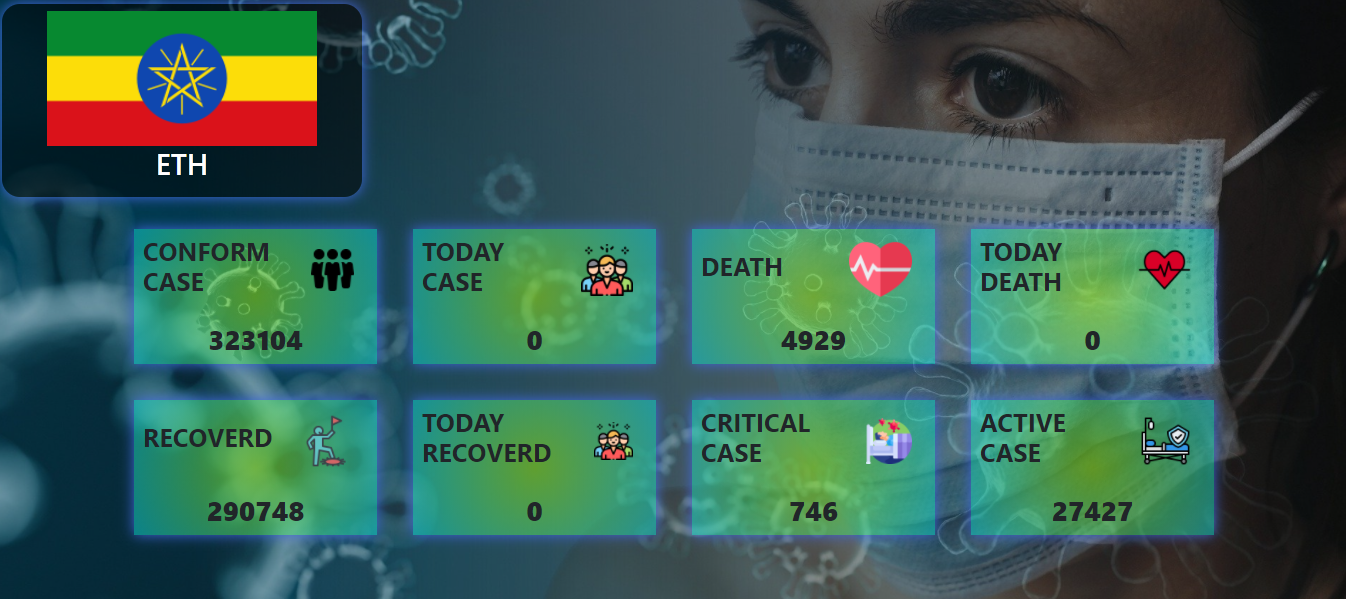 ETH
CONFORM
CASE
323104
TODAY
CASE
0
DEATH
4929
TODAY
DEATH
0
RECOVERD
290748
TODAY
RECOVERD
0
CRITICAL
CASE
746
ACTIVE
CASE
27427